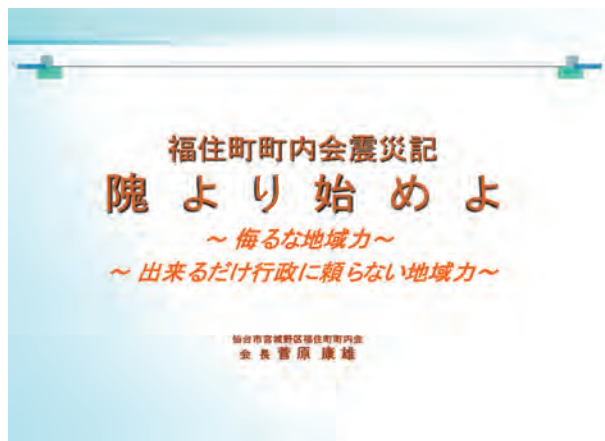 福住町町内会震災記
隗より始めよ
～ 侮るな地域力～
～ 出来るだけ行政に頼らない地域力～
仙台市宮城野区福住町町内会
会 長 菅 原 康 雄